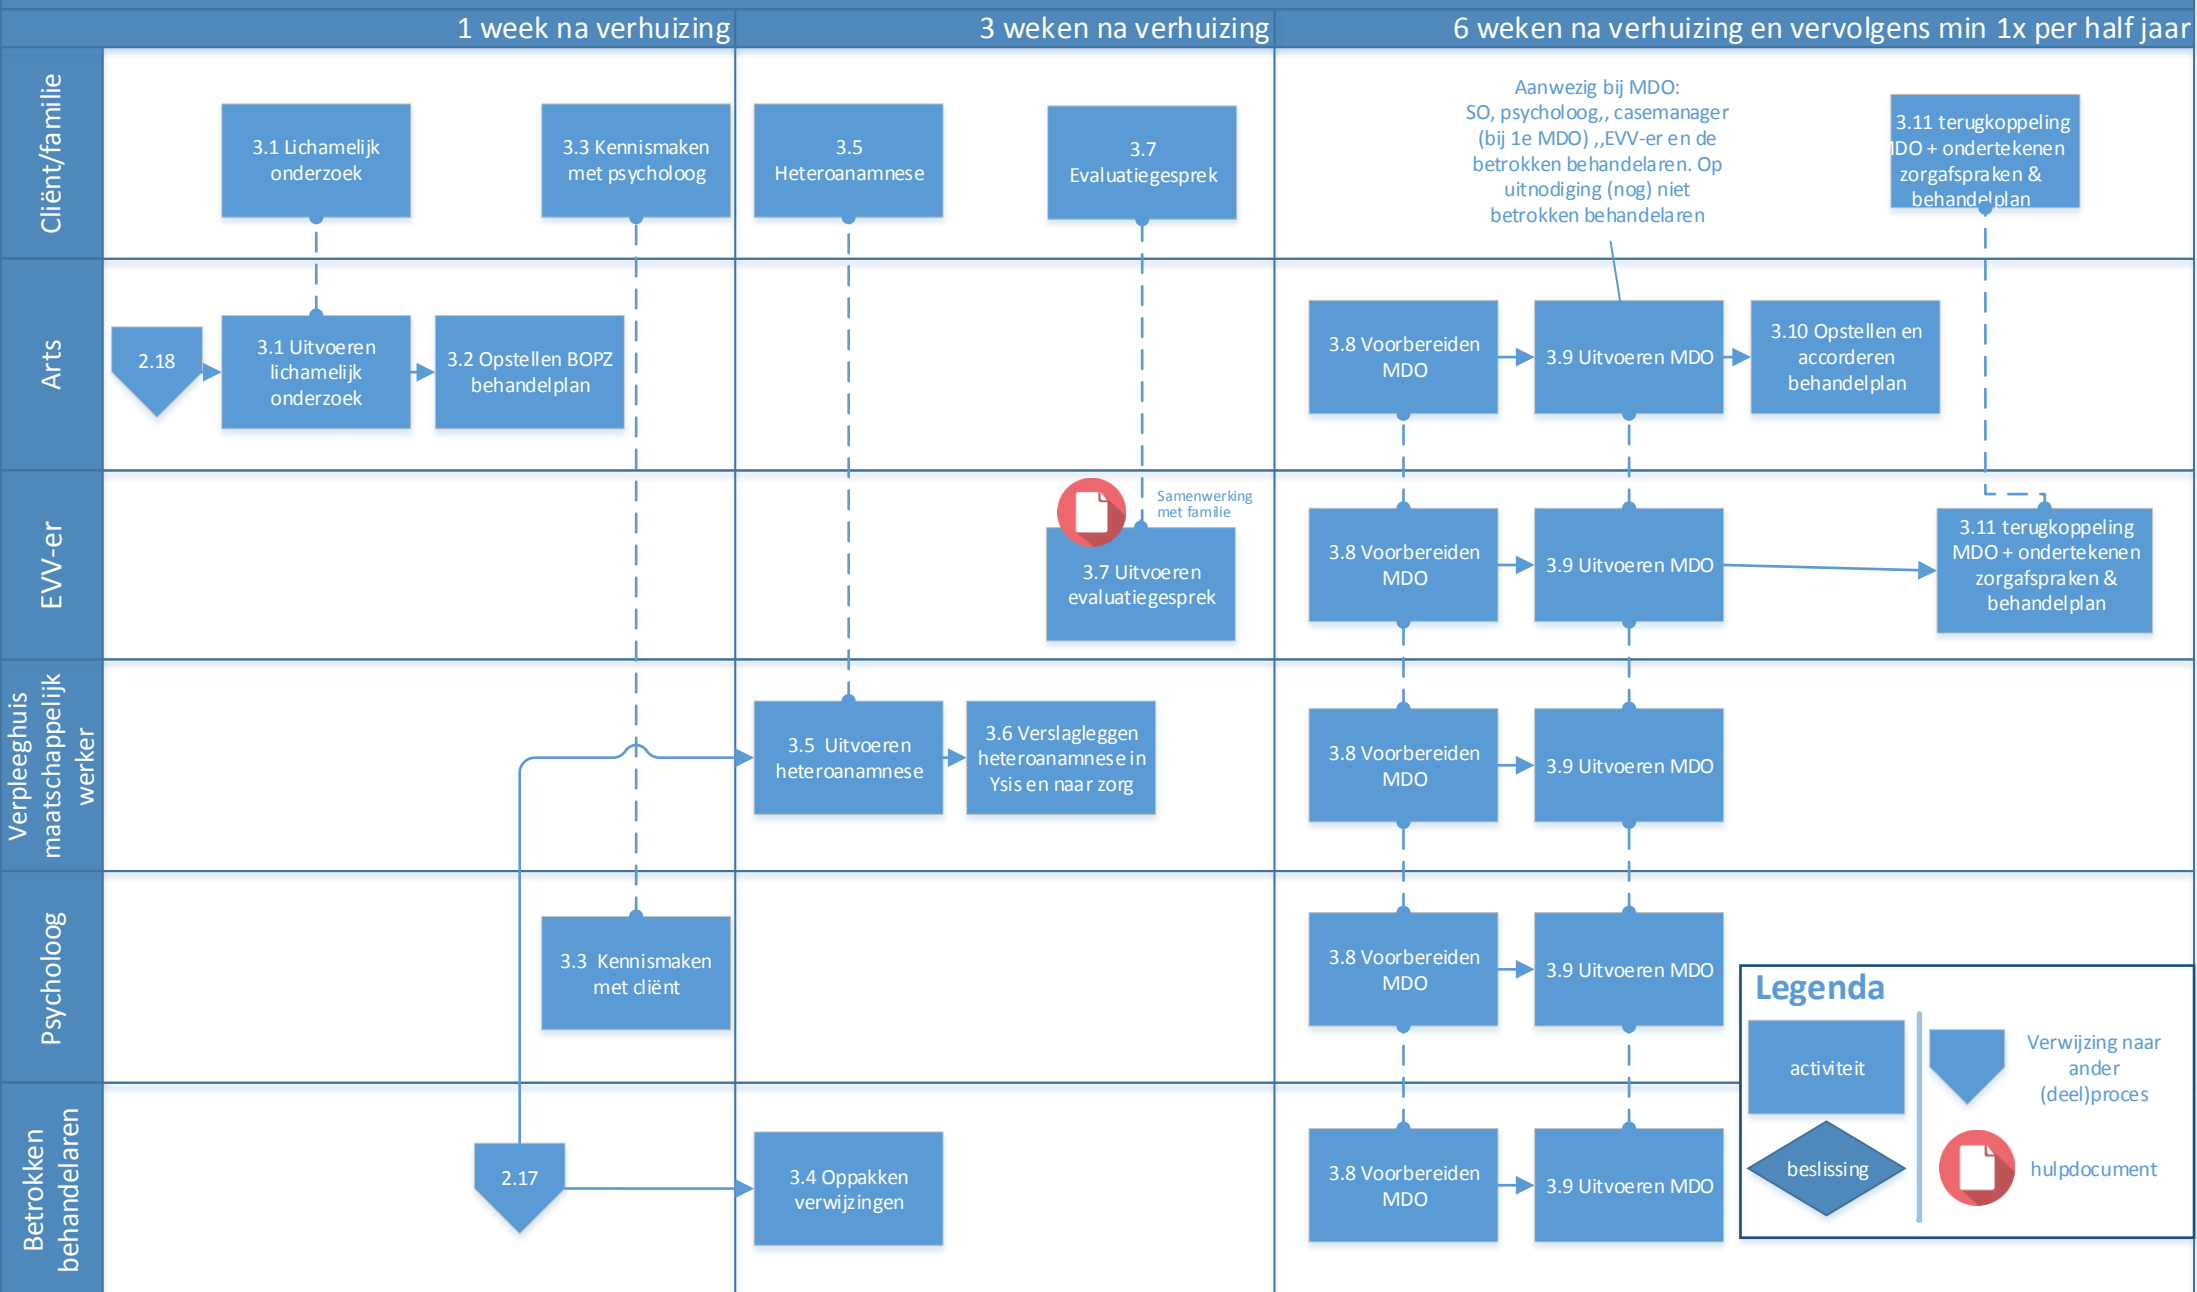 1 week na verhuizing
3 weken na verhuizing
6 weken na verhuizing en vervolgens min 1x per half jaar
Cliënt/familie
3.1 Lichamelijk
onderzoek
3.3 Kennismaken
met psycholoog
3.5
Heteroanamnese
3.7
Evaluatiegesprek
Aanwezig bij MDO:
SO, psycholoog,, casemanager
(bij 1e MDO) ,,EVV-er en de
betrokken behandelaren. Op
uitnodiging (nog) niet
betrokken behandelaren
3.11 terugkoppeling
MDO + ondertekenen
zorgafspraken &
behandelplan
Arts
2.18
3.1 Uitvoeren
lichamelijk
onderzoek
3.2 Opstellen BOPZ
behandelplan
3.8 Voorbereiden
MDO
3.9 Uitvoeren MDO
3.10 Opstellen en
accorderen
behandelplan
EVV-er
Samenwerking
met familie
3.7 Uitvoeren
evaluatiegesprek
3.8 Voorbereiden
MDO
3.9 Uitvoeren MDO
3.11 terugkoppeling
MDO + ondertekenen
zorgafspraken &
behandelplan
Verpleeghuis
maatschappelijk
werker
3.5 Uitvoeren
heteroanamnese
3.6 Verslagleggen
heteroanamnese in
Ysis en naar zorg
3.8 Voorbereiden
MDO
3.9 Uitvoeren MDO
Psycholoog
3.3 Kennismaken
met cliënt
3.8 Voorbereiden
MDO
3.9 Uitvoeren MDO
Betrokken
behandelaren
2.17
3.4 Oppakken
verwijzingen
3.8 Voorbereiden
MDO
3.9 Uitvoeren MDO
Legenda
activiteit
Verwijzing naar
ander
(deel)proces
beslissing
hulpdocument